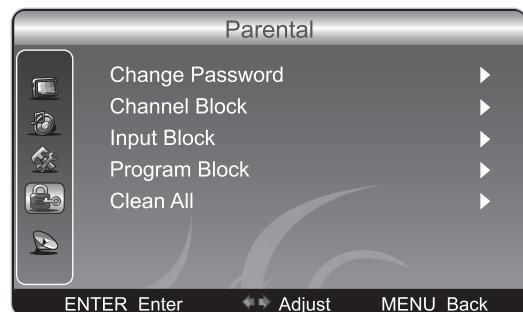 Parental
Change Password
Channel Block
Input Block
Program Block
Clean All
ENTER Enter Adjust MENU Back